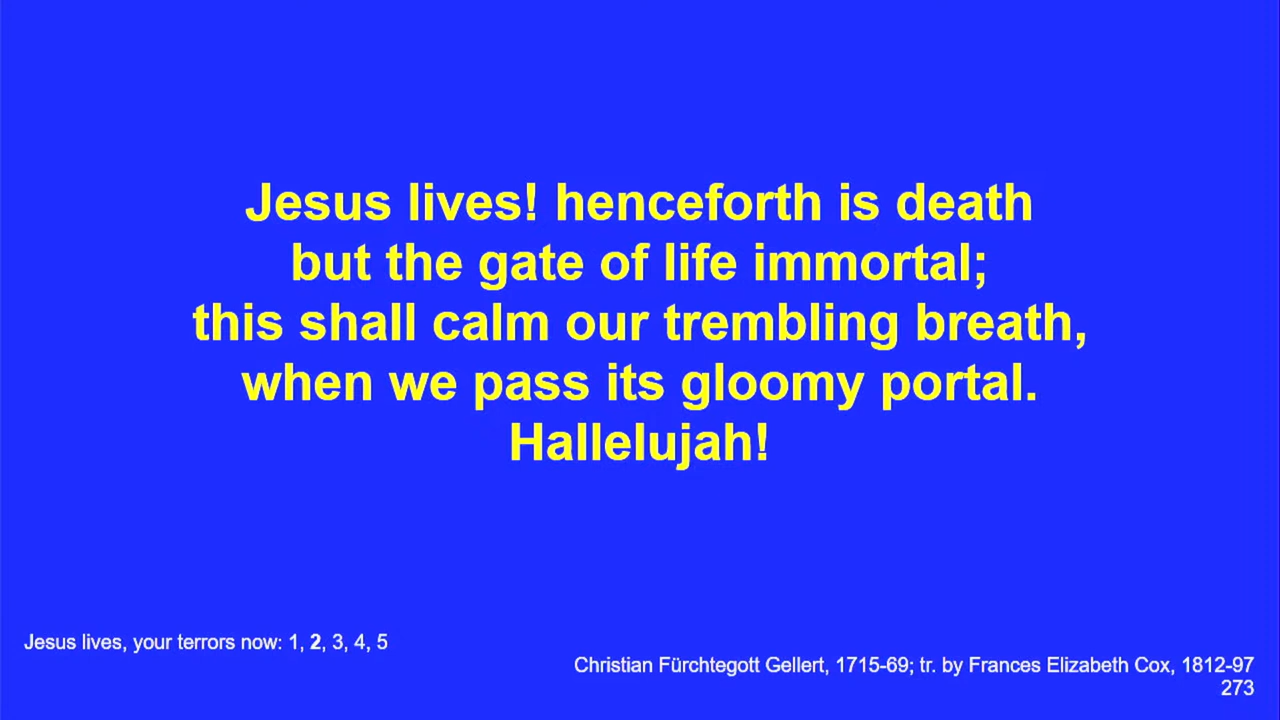 Jesus lives! henceforth is death
but the gate of life immortal;
this shall calm our trembling breath,
when we pass its gloomy portal.
Hallelujah!
Jesus lives, your terrors now: 1, 2, 3, 4, 5
Christian Fürchtegott Gellert, 1715-69; tr. by Frances Elizabeth Cox, 1812-97
273